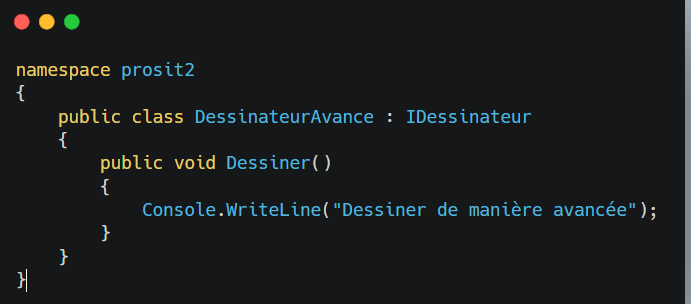 namespace prosit2
{
    public class DessinateurAvance : IDessinateur
    {
        public void Dessiner()
        {
            Console.WriteLine("Dessiner de manière avancée");
        }
    }
}